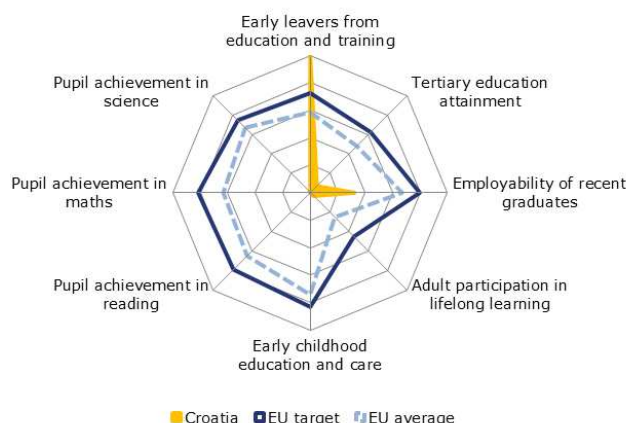 Early leavers from
education and training
Tertiary education
attainment
Employability of recent
graduates
Adult participation in
lifelong learning
Early childhood
education and care
Pupil achievement in
reading
Pupil achievement in
maths
Pupil achievement in
science
Croatia EU target EU average